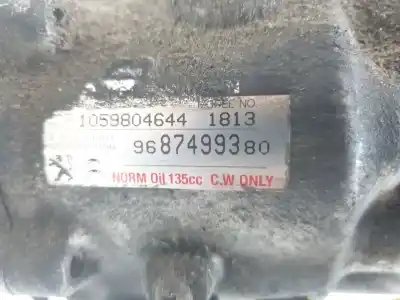 MODEL NO
1059804644 1813
9687499380
NORM Oil 135cc C.W ONLY